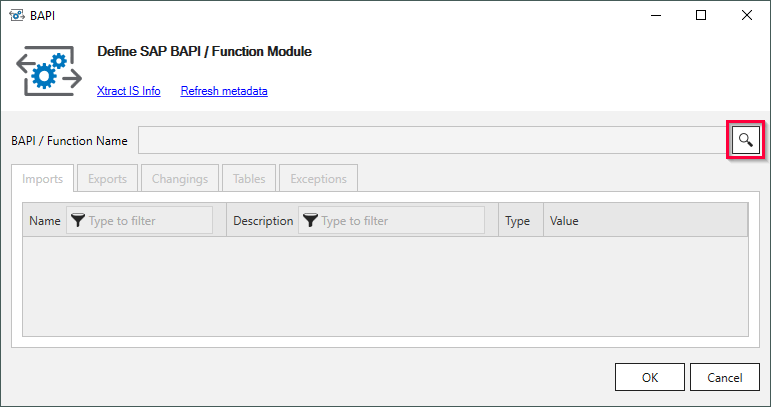 BAPI
Define SAP BAPI / Function Module
Xtract IS Info Refresh metadata
BAPI / Function Name
Imports Exports Changings Tables Exceptions
Name Type to filter Description Type to filter Type Value
OK Cancel